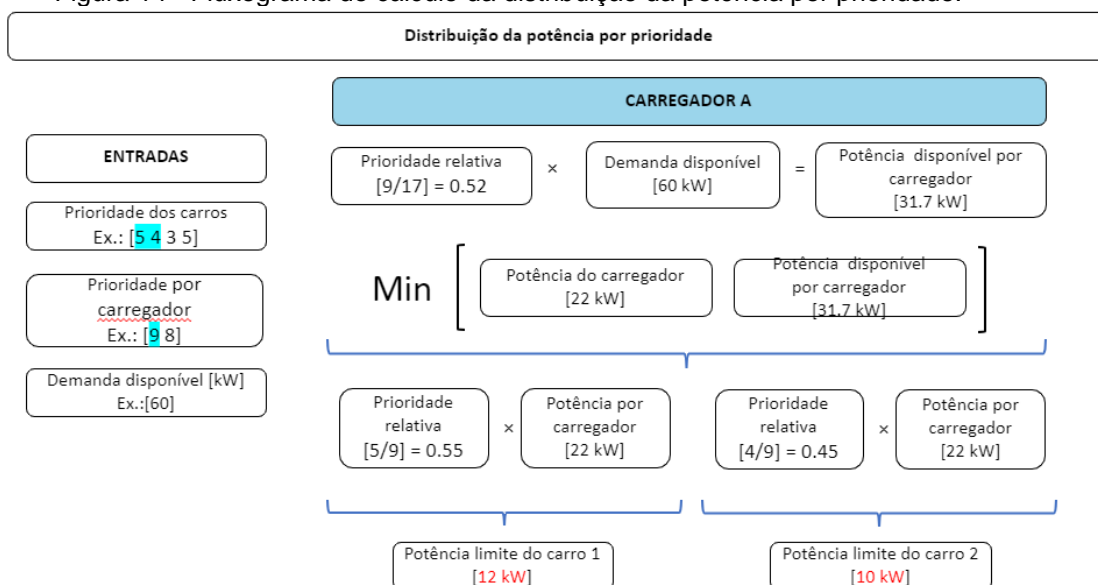 Figura 14 - Fluxograma do cálculo da distribuição da potência por prioridade.
Distribuição da potência por prioridade
CARREGADOR A
ENTRADAS
Prioridade dos carros
Ex.: [5 4 3 5]
Prioridade por
carregador
Ex.: [9 8]
Demanda disponível [kW]
Ex.:[60]
Prioridade relativa
[9/17] = 0.52
×
Demanda disponível
[60 kW]
=
Potência disponível por
carregador
[31.7 kW]
Min
Potência do carregador
[22 kW]
Potência disponível
por carregador
[31.7 kW]
Prioridade
relativa
[5/9] = 0.55
×
Potência por
carregador
[22 kW]
Prioridade
relativa
[4/9] = 0.45
×
Potência por
carregador
[22 kW]
Potência limite do carro 1
[12 kW]
Potência limite do carro 2
[10 kW]